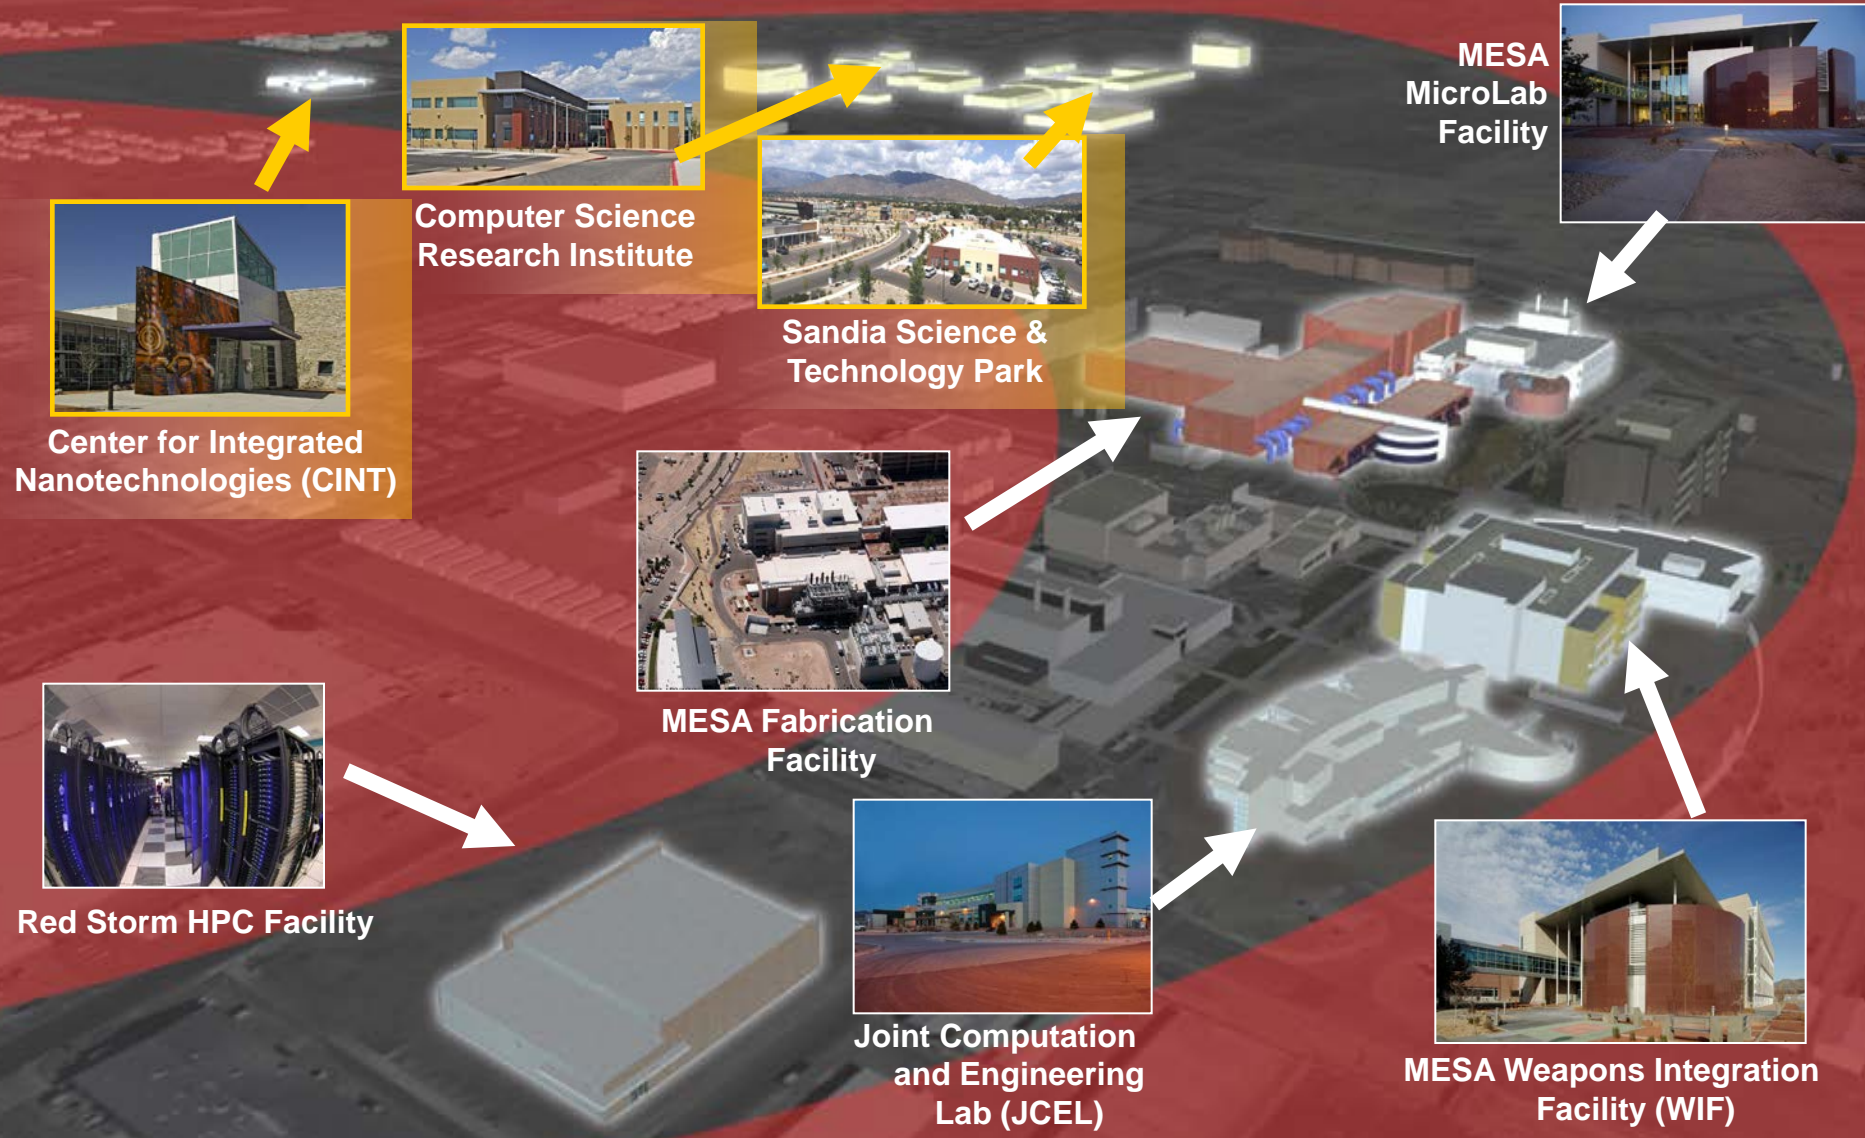 MESA
MicroLab
Facility
Computer Science
Research Institute
Sandia Science &
Technology Park
Center for Integrated
Nanotechnologies (CINT)
MESA Fabrication
Facility
Red Storm HPC Facility
Joint Computation
and Engineering
Lab (JCEL)
MESA Weapons Integration
Facility (WIF)